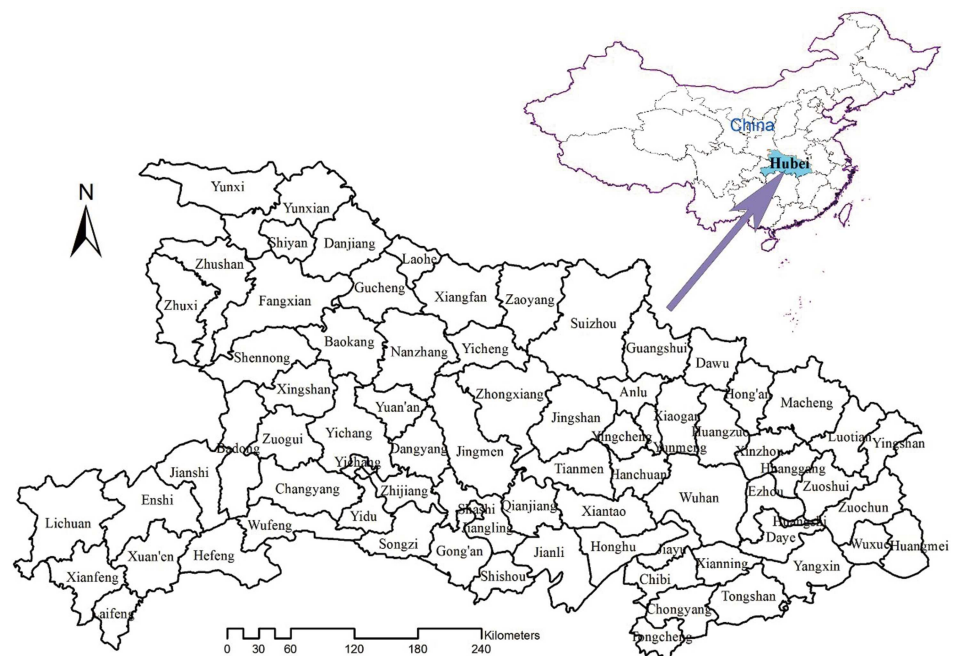 China
Hubei
N
Yunxi
Yunxian
Shiyan
Danjiang
Laohe
Zhushan
Gucheng
Xiangfan
Zaoyang
Fangxian
Zhuxi
Suizhou
Baokang
Nanzhang
Yicheng
Guangshui
Shennong
Dawu
Xingshan
Zhongxiang
Anlu
Hong'an
Macheng
Yuan'an
Jingshan
Xiaogan
Huangzuo
Zuogui
Yichang
Dangyang
Yingcheng
Yunmeng
Xinzhou
Luotian
Yingshan
Badong
Jianshi
Yichang
Jingmen
Tianmen
Hanchuan
Huanggang
Changyang
Zhijiang
Wuhan
Ezhou
Zuoshui
Enshi
Lichuan
Shashi
Qianjiang
Xiantao
Zuochun
Wufeng
Yidu
Jiangling
Huangshi
Daye
Songzi
Gong'an
Jianli
Honghu
Jiayu
Xianning
Wuxue
Huangmei
Xuan'en
Hefeng
Yangxin
Xianfeng
Shishou
Chibi
Tongshan
Laifeng
Chongyang
Tongcheng
Kilometers
0 30 60 120 180 240